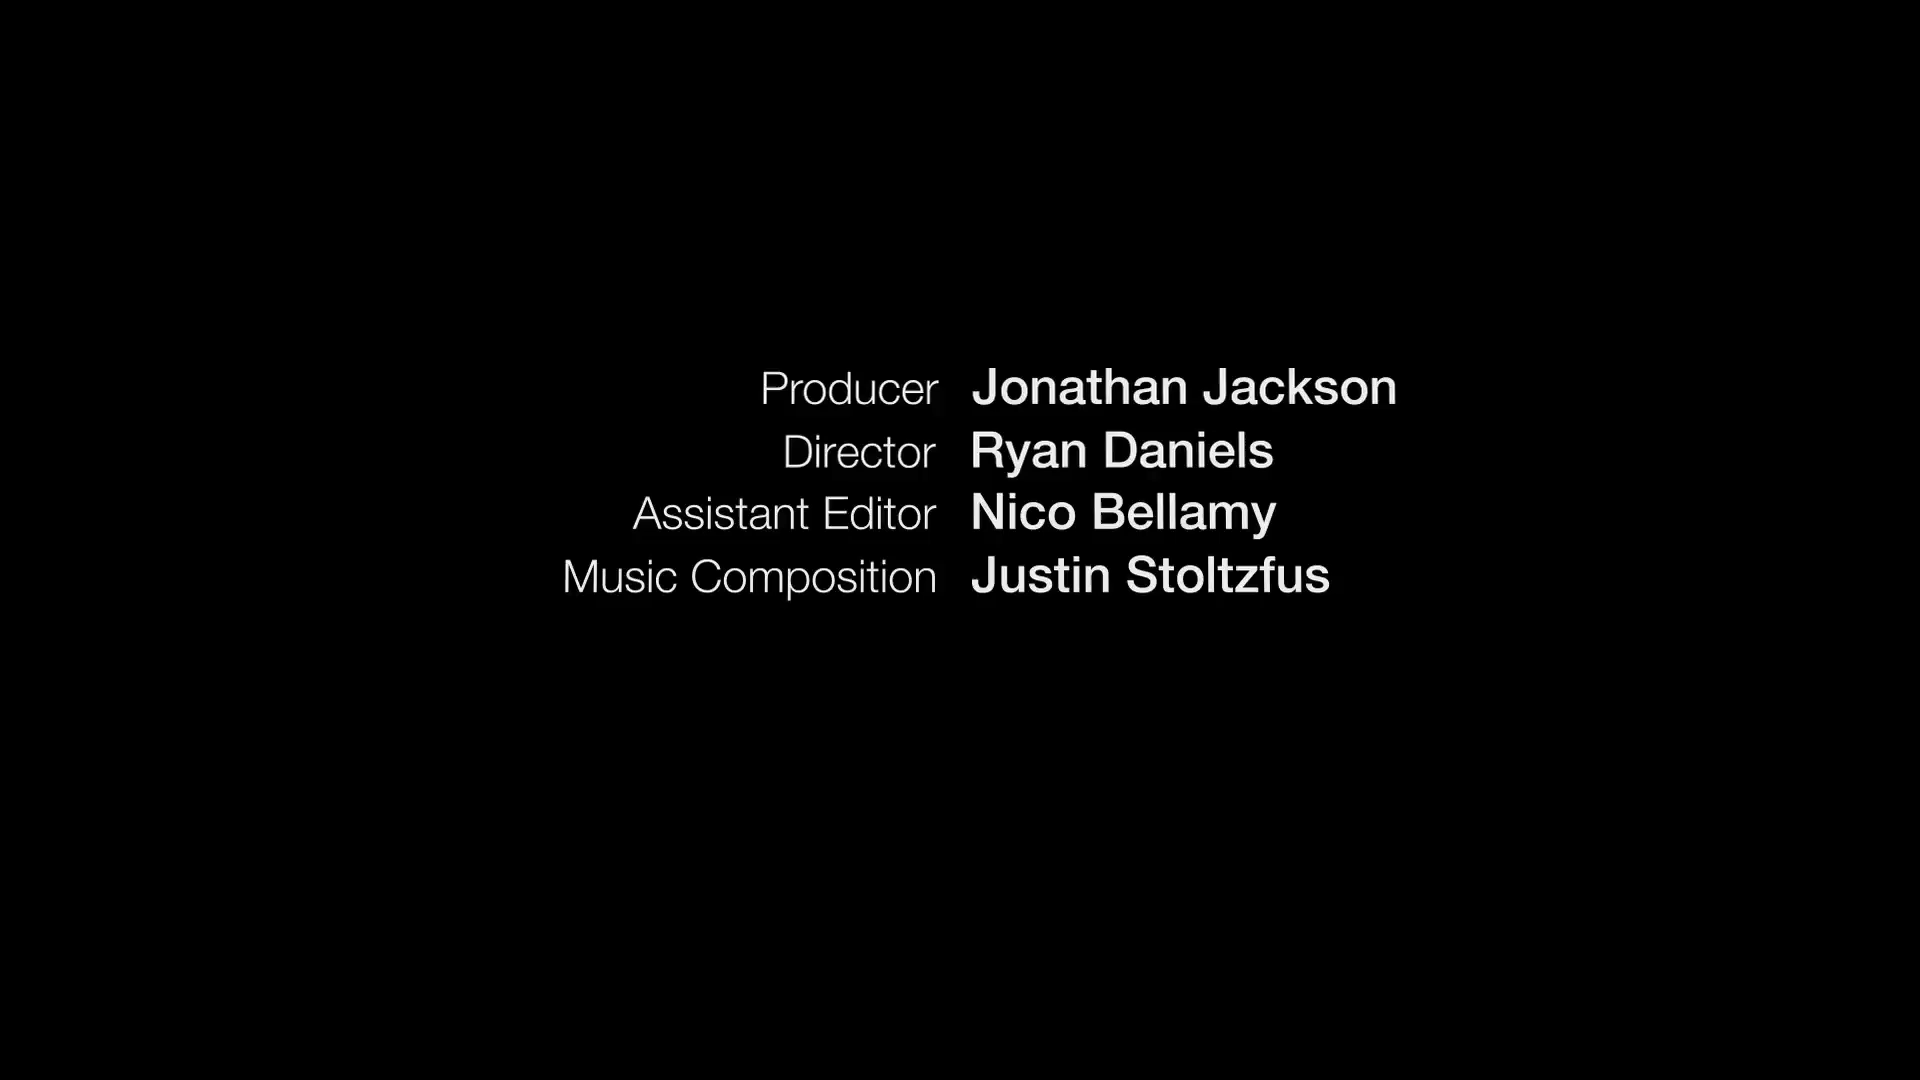 Producer Jonathan Jackson
Director Ryan Daniels
Assistant Editor Nico Bellamy
Music Composition Justin Stoltzfus